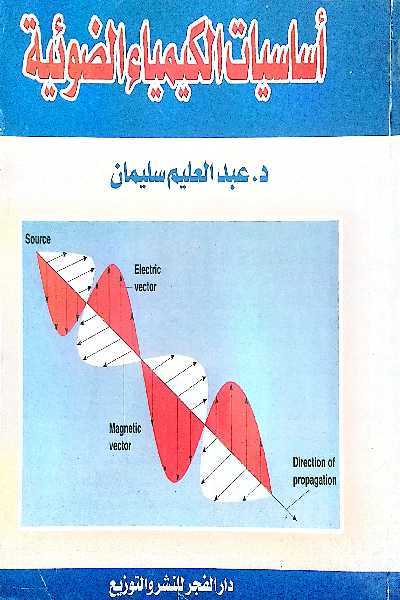 أساسيات الكيمياء الضوئية
د. عبد العليم سليمان
Source
Electric
vector
Magnetic
vector
Direction of
propagation
دار الفجر للنشر والتوزيع